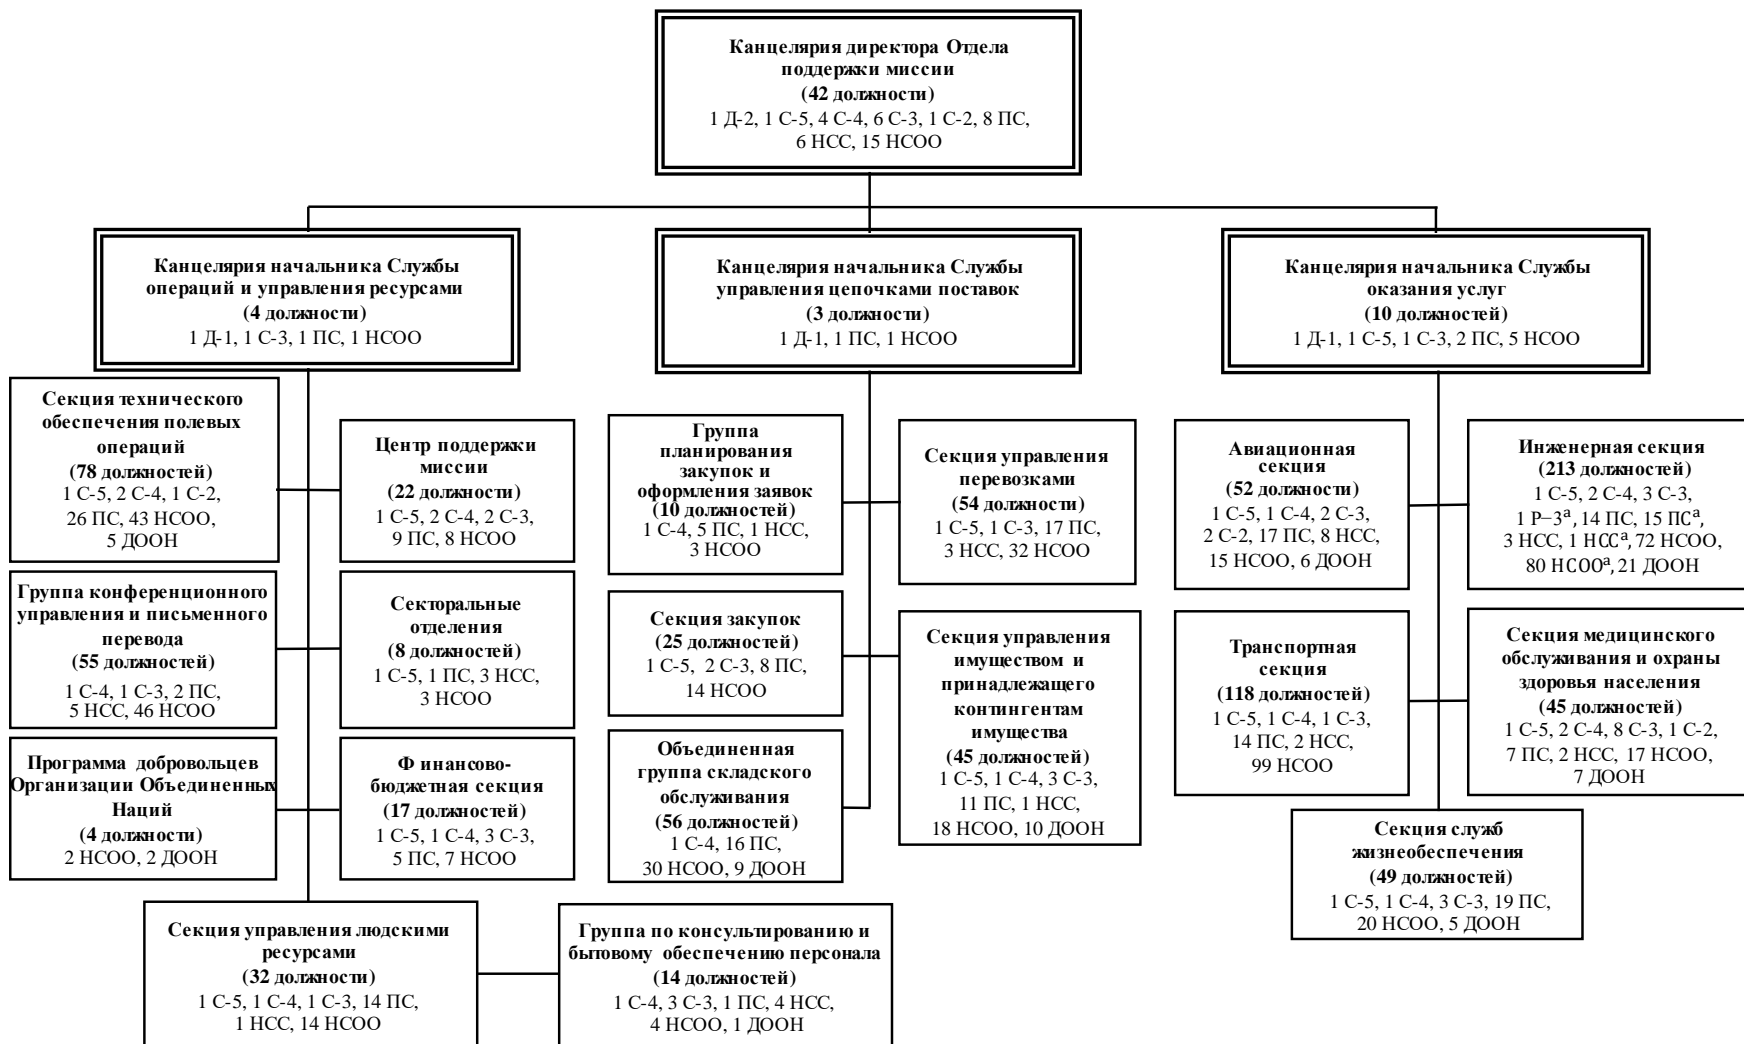 Канцелярия директора Отдела
поддержки миссии
(42 должности)
1 Д-2, 1 С-5, 4 С-4, 6 С-3, 1 С-2, 8 ПС,
6 НСС, 15 НСОО
Канцелярия начальника Службы
операций и управления ресурсами
(4 должности)
1 Д-1, 1 С-3, 1 ПС, 1 НСОО
Канцелярия начальника Службы
управления цепочками поставок
(3 должности)
1 Д-1, 1 ПС, 1 НСОО
Канцелярия начальника Службы
оказания услуг
(10 должностей)
1 Д-1, 1 С-5, 1 С-3, 2 ПС, 5 НСОО
Секция технического
обеспечения полевых
операций
(78 должностей)
1 С-5, 2 С-4, 1 С-2,
26 ПС, 43 НСОО,
5 ДООН
Центр поддержки
миссии
(22 должности)
1 С-5, 2 С-4, 2 С-3,
9 ПС, 8 НСОО
Группа
планирования
закупок и
оформления заявок
(10 должностей)
1 С-4, 5 ПС, 1 НСС,
3 НСОО
Секция управления
перевозками
(54 должности)
1 С-5, 1 С-3, 17 ПС,
3 НСС, 32 НСОО
Авиационная
секция
(52 должности)
1 С-5, 1 С-4, 2 С-3,
2 С-2, 17 ПС, 8 НСС,
15 НСОО, 6 ДООН
Инженерная секция
(213 должностей)
1 С-5, 2 С-4, 3 С-3,
1 Р–3ᵃ, 14 ПС, 15 ПСᵃ,
3 НСС, 1 НССᵃ, 72 НСОО,
80 НСООᵃ, 21 ДООН
Группа конференционного
управления и письменного
перевода
(55 должностей)
1 С-4, 1 С-3, 2 ПС,
5 НСС, 46 НСОО
Секторальные
отделения
(8 должностей)
1 С-5, 1 ПС, 3 НСС,
3 НСОО
Секция закупок
(25 должностей)
1 С-5, 2 С-3, 8 ПС,
14 НСОО
Секция управления
имуществом и
принадлежащего
контингентам
имущества
(45 должностей)
1 С-5, 1 С-4, 3 С-3,
11 ПС, 1 НСС,
18 НСОО, 10 ДООН
Транспортная
секция
(118 должностей)
1 С-5, 1 С-4, 1 С-3,
14 ПС, 2 НСС,
99 НСОО
Секция медицинского
обслуживания и охраны
здоровья населения
(45 должностей)
1 С-5, 2 С-4, 8 С-3, 1 С-2,
7 ПС, 2 НСС, 17 НСОО,
7 ДООН
Программа добровольцев
Организации Объединенных
Наций
(4 должности)
2 НСОО, 2 ДООН
Финансово-
бюджетная секция
(17 должностей)
1 С-5, 1 С-4, 3 С-3,
5 ПС, 7 НСОО
Объединенная
группа складского
обслуживания
(56 должностей)
1 С-4, 16 ПС,
30 НСОО, 9 ДООН
Секция служб
жизнеобеспечения
(49 должностей)
1 С-5, 1 С-4, 3 С-3, 19 ПС,
20 НСОО, 5 ДООН
Секция управления людскими
ресурсами
(32 должности)
1 С-5, 1 С-4, 1 С-3, 14 ПС,
1 НСС, 14 НСОО
Группа по консультированию и
бытовому обеспечению персонала
(14 должностей)
1 С-4, 3 С-3, 1 ПС, 4 НСС,
4 НСОО, 1 ДООН